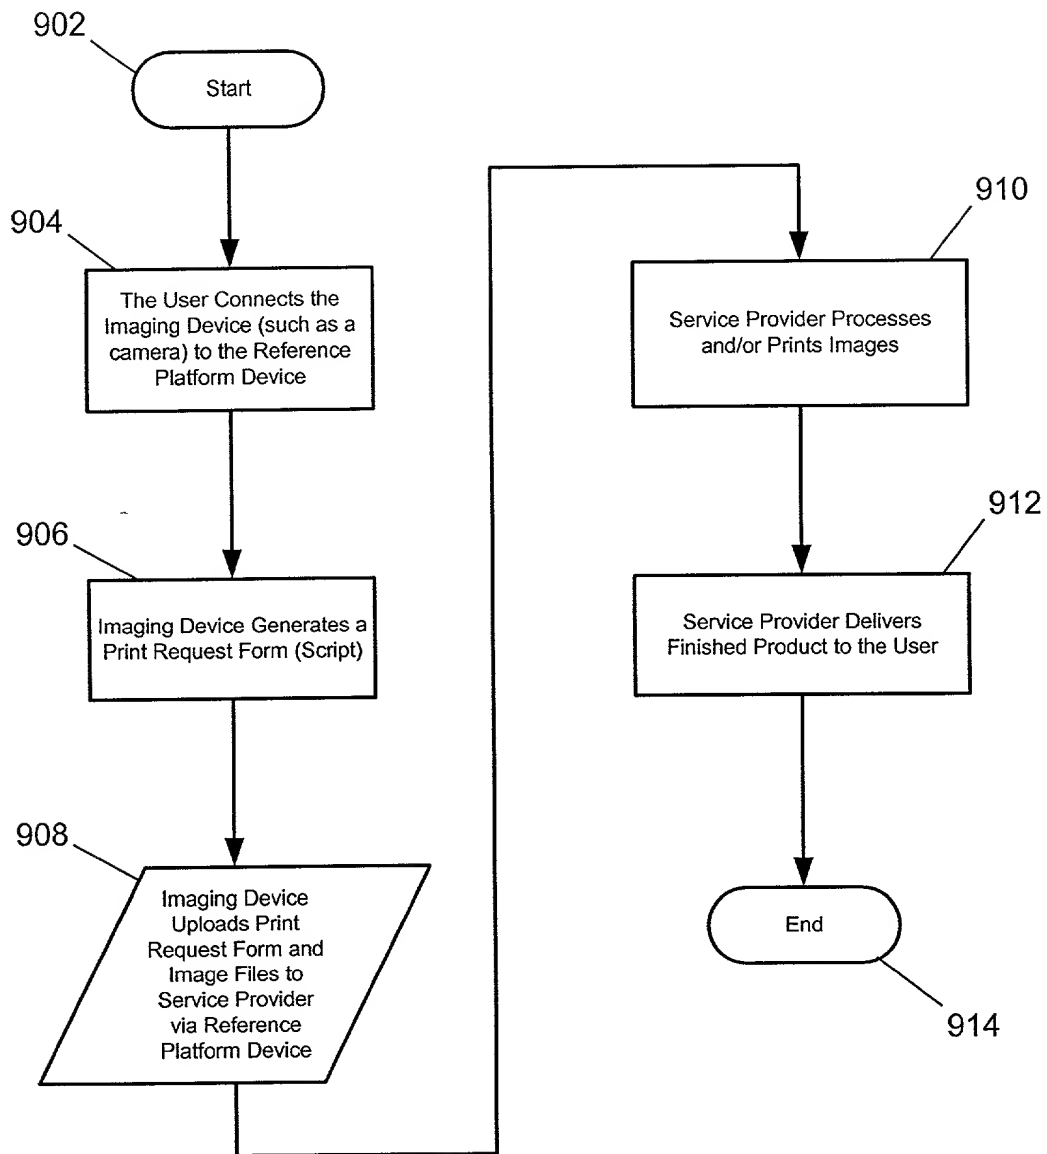 902
Start
904
The User Connects the
Imaging Device (such as a
camera) to the Reference
Platform Device
906
Imaging Device Generates a
Print Request Form (Script)
908
Imaging Device
Uploads Print
Request Form and
Image Files to
Service Provider
via Reference
Platform Device
910
Service Provider Processes
and/or Prints Images
912
Service Provider Delivers
Finished Product to the User
End
914